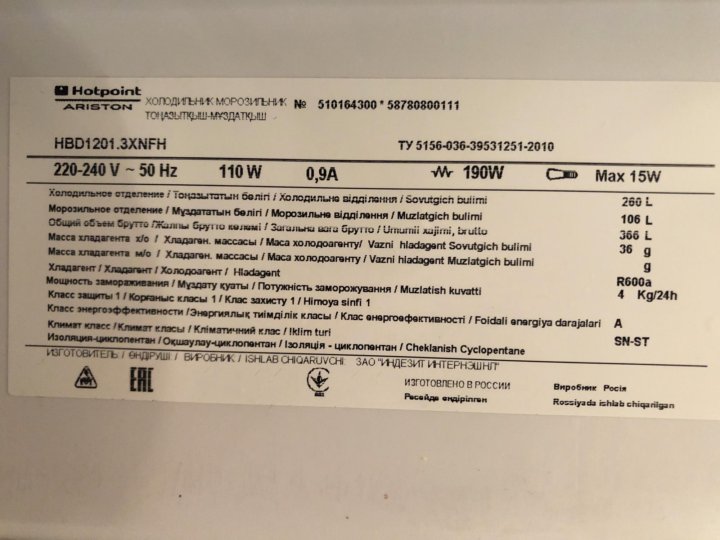 Hotpoint
ARISTON
ХОЛОДИЛЬНИК МОРОЗИЛЬНИК № 510164300 * 58780800111
ТОҢАЗЫТҚЫШ-МҰЗДАТҚЫШ
HBD1201.3XNFH ТУ 5156-036-39531251-2010
220-240 V ~ 50 Hz 110 W 0,9A 190W Max 15W
Холодильное отделение / Тоңазытатын бөлігі / Холодильне відділення / Sovutgich bulimi 260 L
Морозильное отделение / Мұздататын бөлігі / Морозильне відділення / Muzlatgich bulimi 106 L
Общий объем брутто /Жалпы брутто көлемі / Загальна вага брутто / Umumii xajimi, brutto 366 L
Масса хладагента х/о / Хладаген. массасы / Маса холодоагенту/ Vazni hladagent Sovutgich bulimi 36 g
Масса хладагента м/о / Хладаген. массасы / Маса холодоагенту / Vazni hladagent Muzlatgich bulimi g
Хладагент / Хладагент / Холодоагент / Hladagent R600a
Мощность замораживания / Мұздату қуаты / Потужність заморожування / Muzlatish kuvatti 4 Kg/24h
Класс защиты 1 / Корғаныс класы 1 / Клас захисту 1 / Himoya sinfi 1
Класс энергоэффективности / Энергиялық тиімділік класы / Клас енергоефективності / Foidali energiya darajalari A
Климат класс / Климат класы / Кліматичний клас / Iklim turi SN-ST
Изоляция-циклопентан / Оқшаулау-циклопентан / Ізоляція - циклопентан / Cheklanish Cyclopentane
ИЗГОТОВИТЕЛЬ / ӨНДІРУШІ / ВИРОБНИК / ISHLAB CHIQARUVCHI: ЗАО "ИНДЕЗИТ ИНТЕРНЭШНЛ"
EAC
ИЗГОТОВЛЕНО В РОССИИ Виробник Росія
Ресейде өндірілген Rossiyada ishlab chiqarilgan